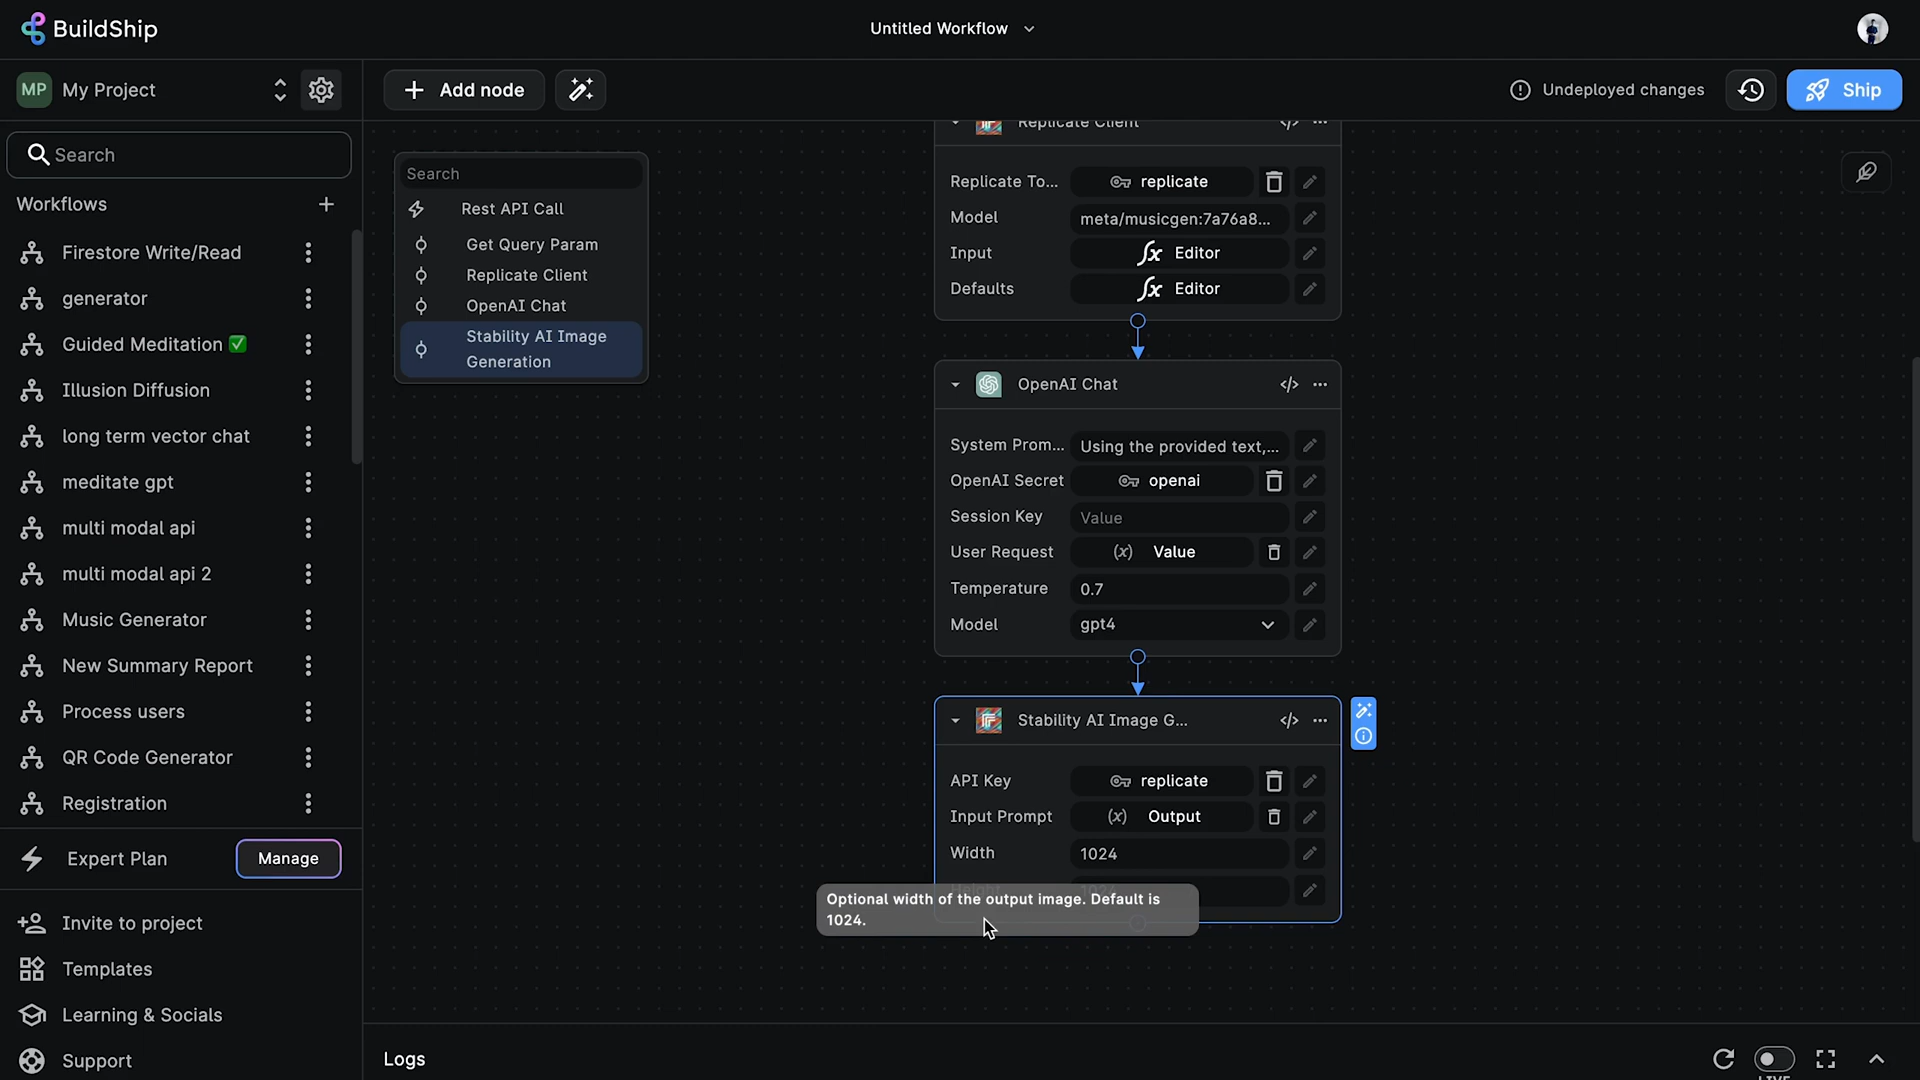 BuildShip
Untitled Workflow
MP My Project
Add node
Undeployed changes
Ship
Search
Workflows
Firestore Write/Read
generator
Guided Meditation ✅
Illusion Diffusion
long term vector chat
meditate gpt
multi modal api
multi modal api 2
Music Generator
New Summary Report
Process users
QR Code Generator
Registration
Expert Plan
Manage
Invite to project
Templates
Learning & Socials
Support
Search
Rest API Call
Get Query Param
Replicate Client
OpenAI Chat
Stability AI Image
Generation
Replicate Client
Replicate To... replicate
Model meta/musicgen:7a76a8...
Input Editor
Defaults Editor
OpenAI Chat
System Prom... Using the provided text,...
OpenAI Secret openai
Session Key Value
User Request (x) Value
Temperature 0.7
Model gpt4
Stability AI Image G...
API Key replicate
Input Prompt (x) Output
Width 1024
Height 1024
Optional width of the output image. Default is
1024.
Logs
LIVE